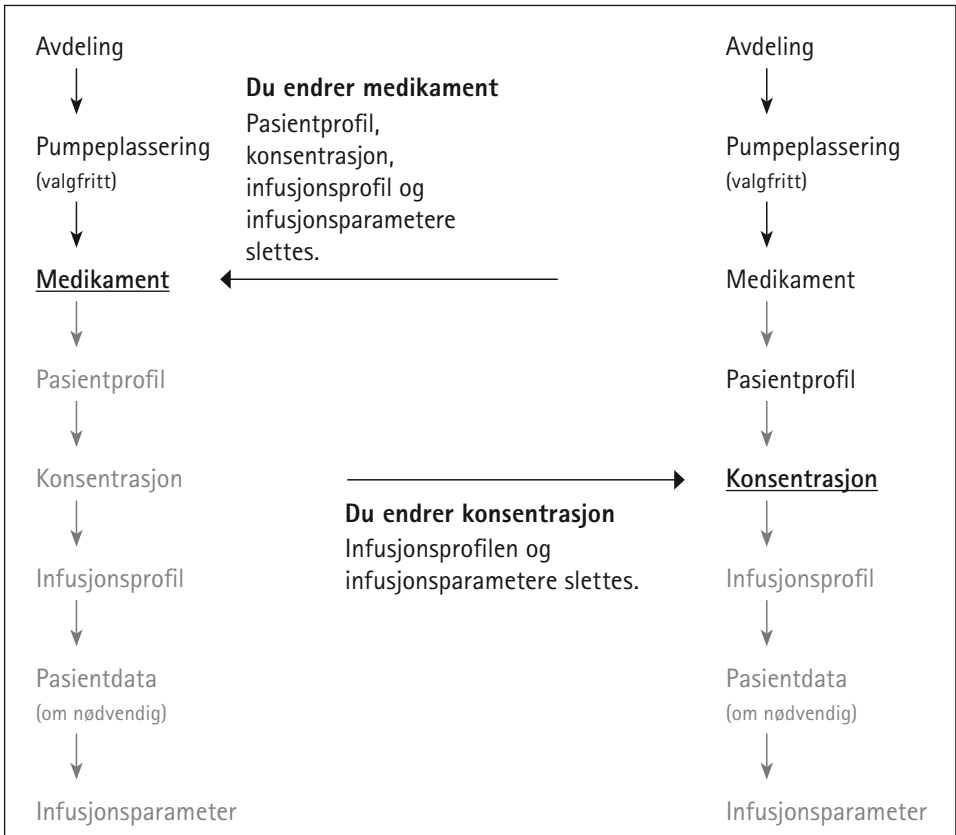 Avdeling
Pumpeplassering
(valgfritt)
Medikament
Pasientprofil
Konsentrasjon
Infusjonsprofil
Pasientdata
(om nødvendig)
Infusjonsparameter
Du endrer medikament
Pasientprofil,
konsentrasjon,
infusjonsprofil og
infusjonsparametere
slettes.
Du endrer konsentrasjon
Infusjonsprofilen og
infusjonsparametere slettes.
Avdeling
Pumpeplassering
(valgfritt)
Medikament
Pasientprofil
Konsentrasjon
Infusjonsprofil
Pasientdata
(om nødvendig)
Infusjonsparameter